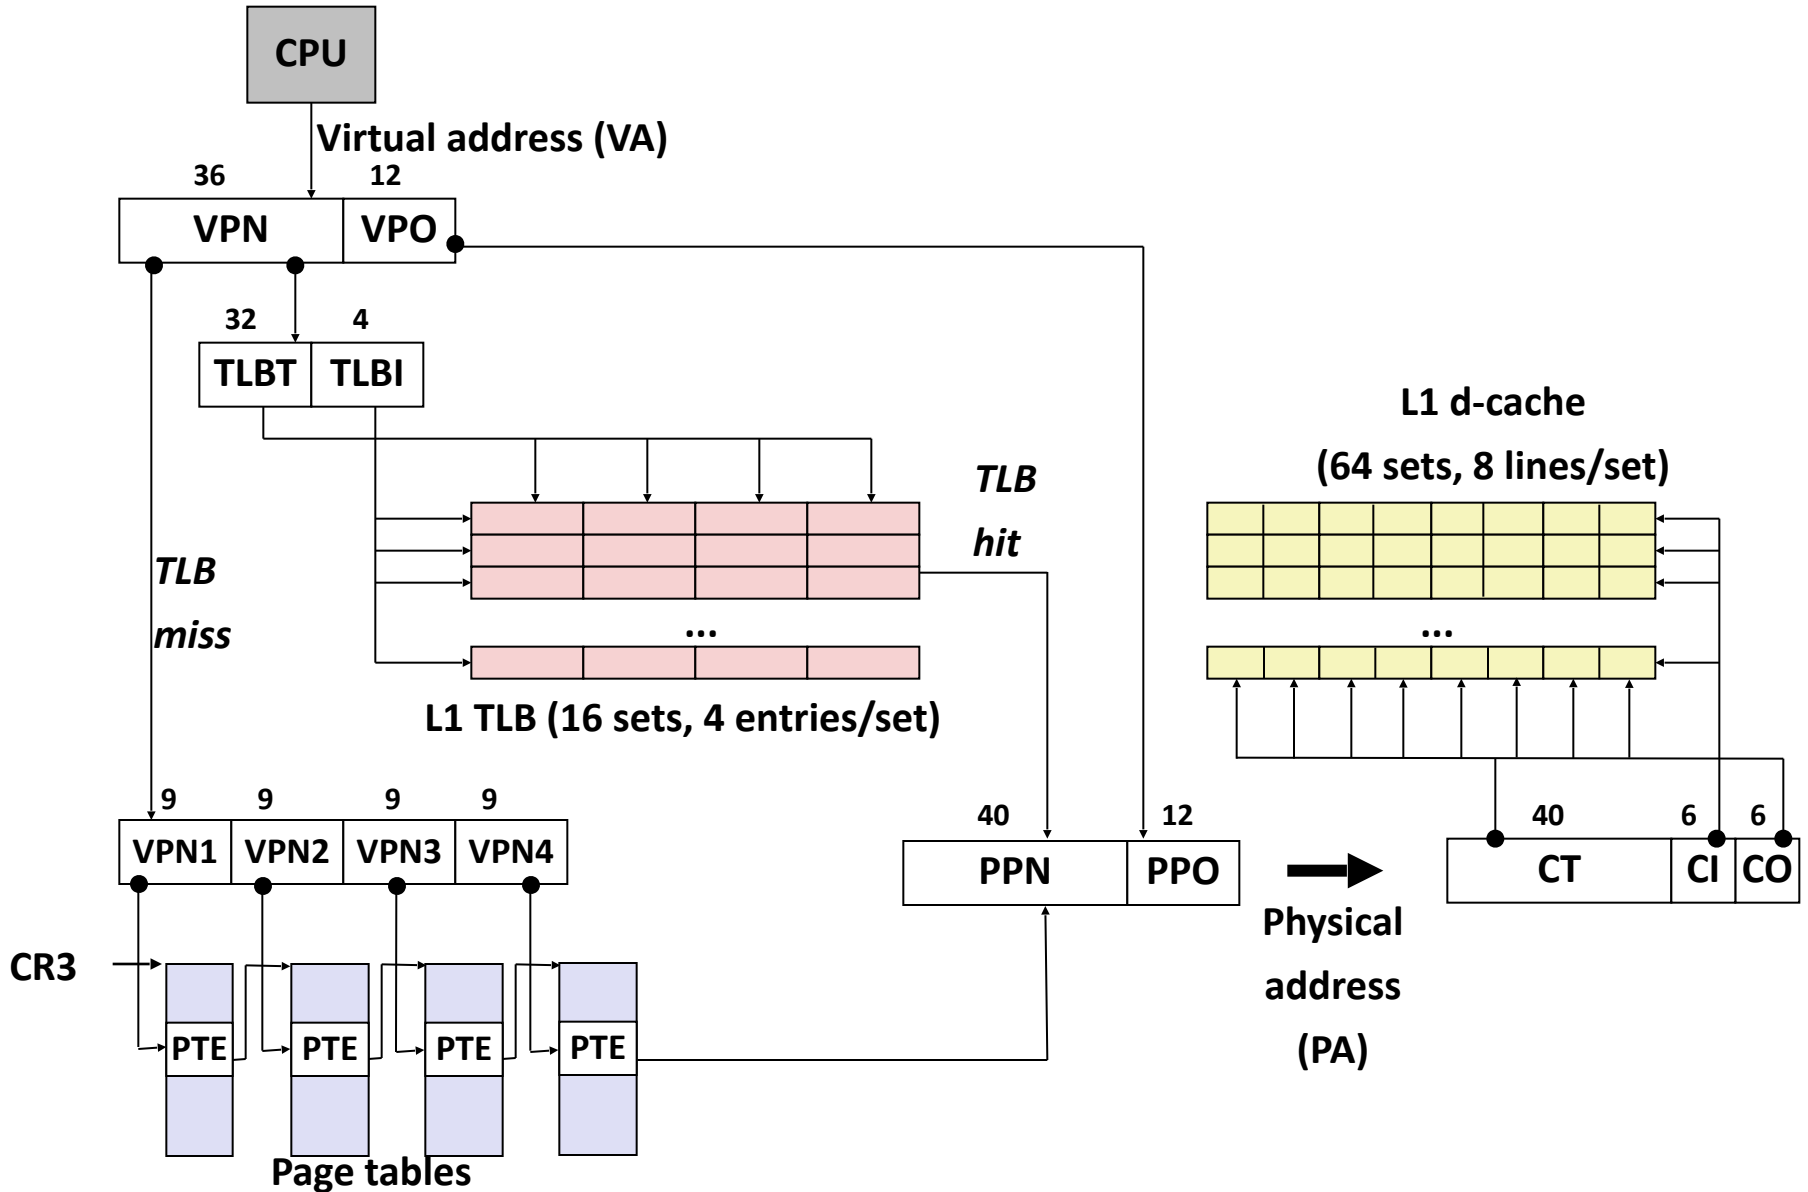 CPU
Virtual address (VA)
36 12
VPN VPO
32 4
TLBT TLBI
L1 d-cache
(64 sets, 8 lines/set)
TLB
hit
TLB
miss
...
...
L1 TLB (16 sets, 4 entries/set)
9 9 9 9
VPN1 VPN2 VPN3 VPN4
40 12
PPN PPO
40 6 6
CT CI CO
Physical
address
(PA)
CR3
PTE PTE PTE PTE
Page tables